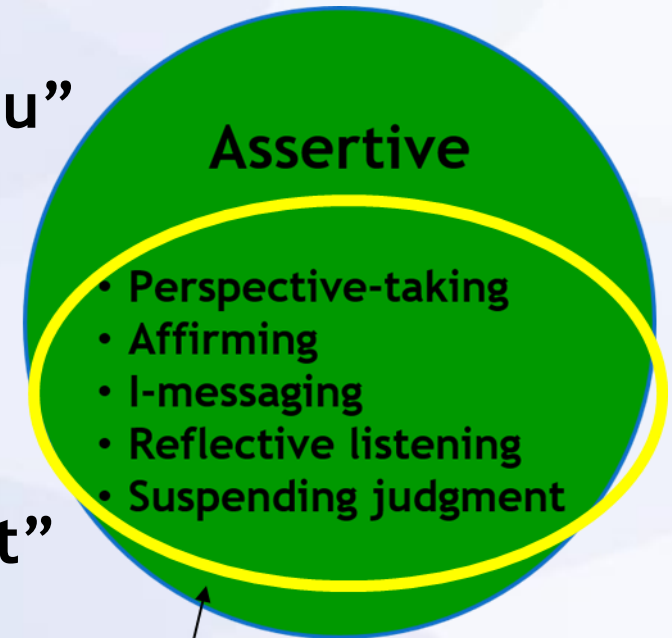 u”
Assertive
• Perspective-taking
• Affirming
• I-messaging
• Reflective listening
• Suspending judgment
t”